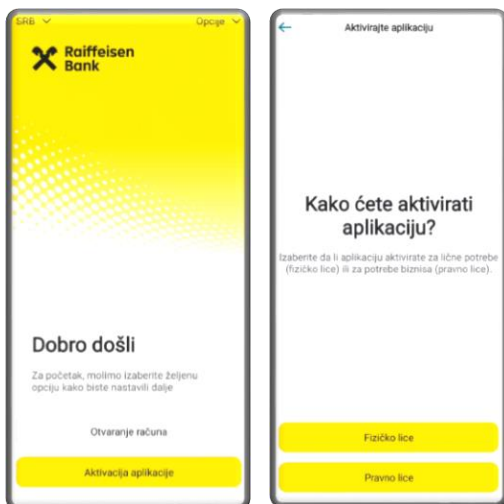 SRB
Opcije
Raiffeisen
Bank
Dobro došli
Za početak, molimo izaberite željenu
opciju kako biste nastavili dalje
Otvaranje računa
Aktivacija aplikacije
Aktivirajte aplikaciju
Kako ćete aktivirati
aplikaciju?
Izaberite da li aplikaciju aktivirate za lične potrebe
(fizičko lice) ili za potrebe biznisa (pravno lice).
Fizičko lice
Pravno lice